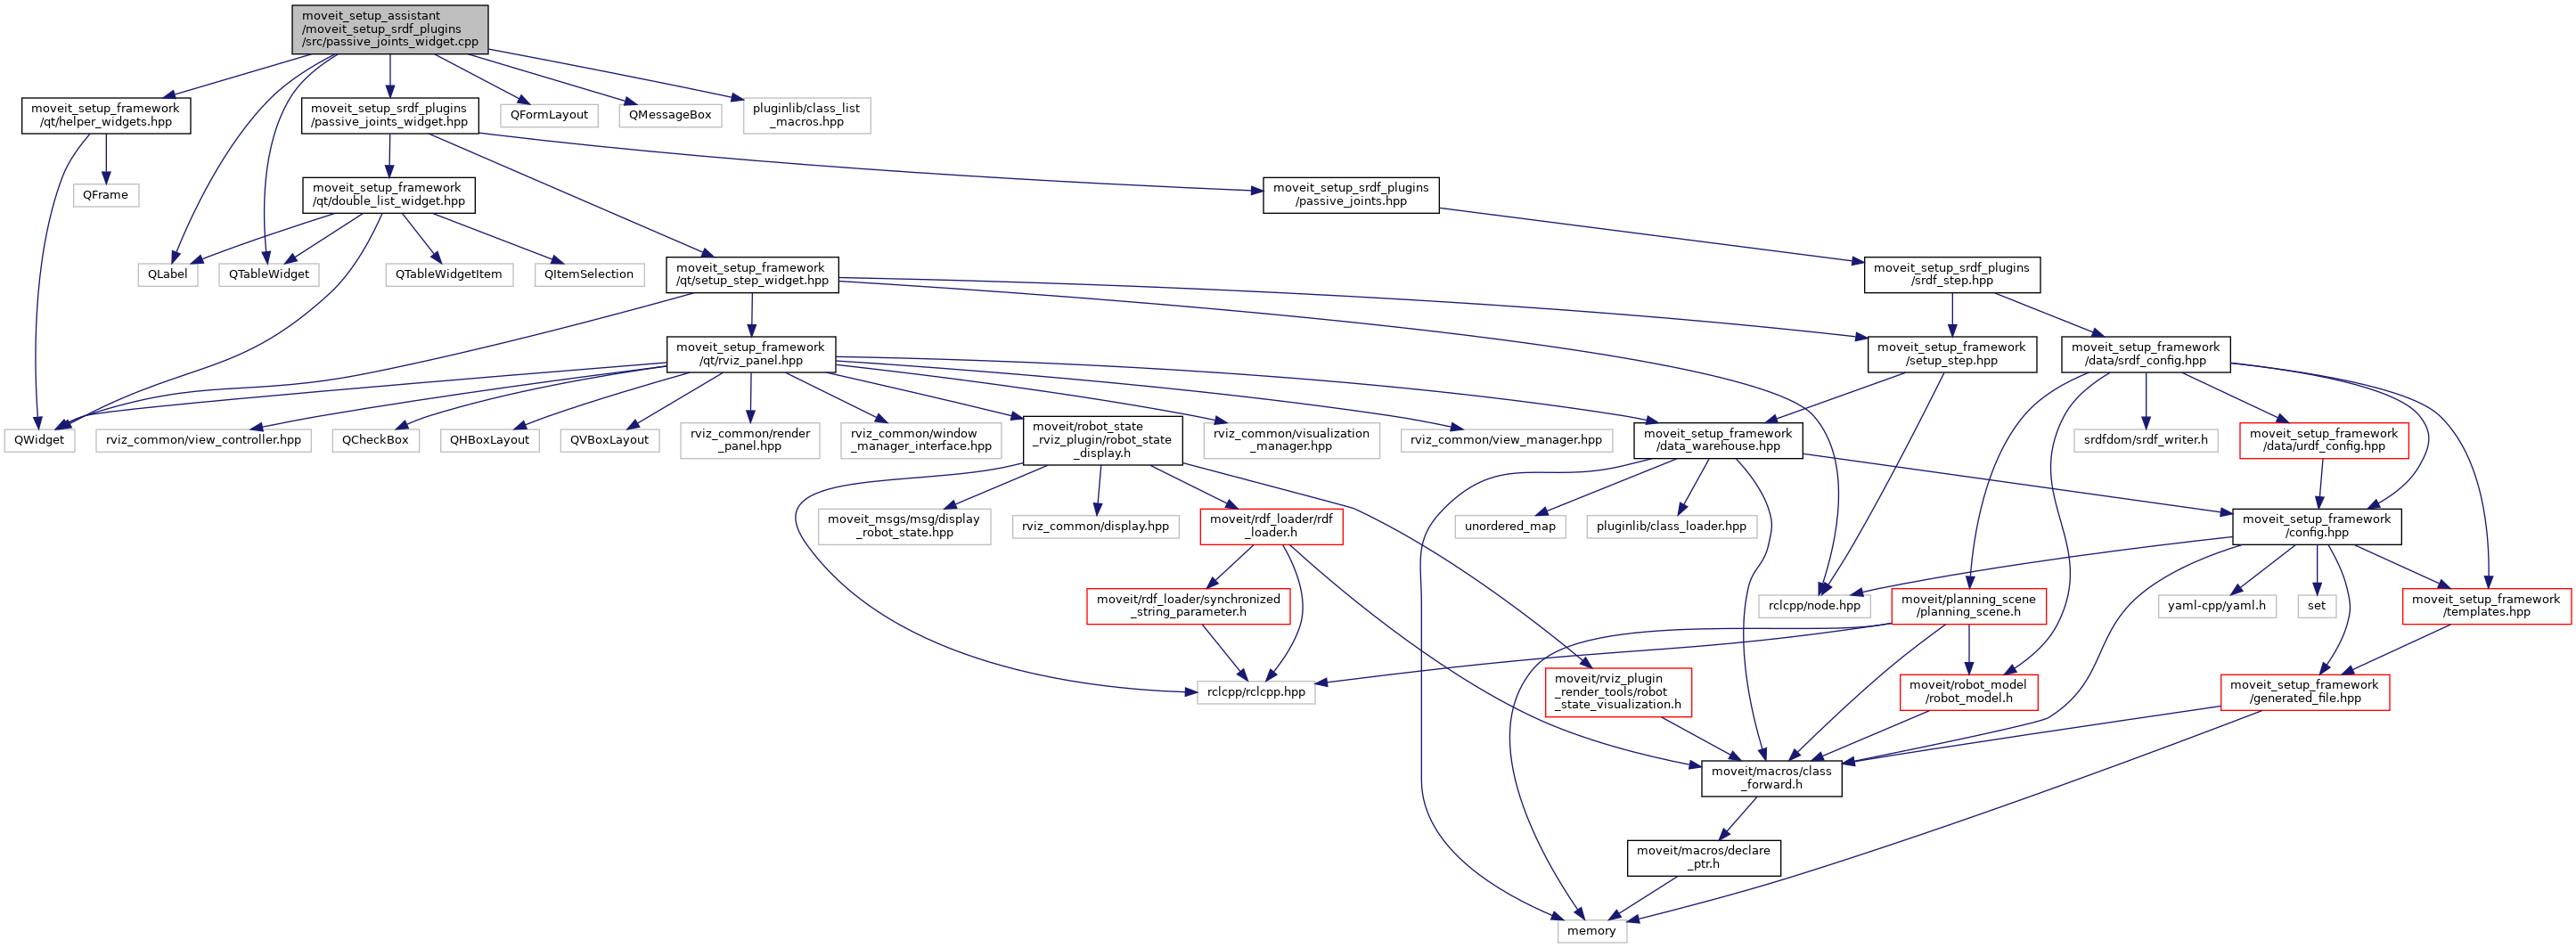 moveit_setup_assistant
/moveit_setup_srdf_plugins
/src/passive_joints_widget.cpp
moveit_setup_framework
/qt/helper_widgets.hpp
moveit_setup_srdf_plugins
/passive_joints_widget.hpp
QFormLayout
QMessageBox
pluginlib/class_list
_macros.hpp
QFrame
moveit_setup_framework
/qt/double_list_widget.hpp
moveit_setup_srdf_plugins
/passive_joints.hpp
QLabel
QTableWidget
QTableWidgetItem
QItemSelection
moveit_setup_framework
/qt/setup_step_widget.hpp
moveit_setup_srdf_plugins
/srdf_step.hpp
moveit_setup_framework
/qt/rviz_panel.hpp
moveit_setup_framework
/setup_step.hpp
moveit_setup_framework
/data/srdf_config.hpp
QWidget
rviz_common/view_controller.hpp
QCheckBox
QHBoxLayout
QVBoxLayout
rviz_common/render
_panel.hpp
rviz_common/window
_manager_interface.hpp
moveit/robot_state
_rviz_plugin/robot_state
_display.h
rviz_common/visualization
_manager.hpp
rviz_common/view_manager.hpp
moveit_setup_framework
/data_warehouse.hpp
srdfdom/srdf_writer.h
moveit_setup_framework
/data/urdf_config.hpp
moveit_msgs/msg/display
_robot_state.hpp
rviz_common/display.hpp
moveit/rdf_loader/rdf
_loader.h
unordered_map
pluginlib/class_loader.hpp
moveit_setup_framework
/config.hpp
moveit/rdf_loader/synchronized
_string_parameter.h
rclcpp/node.hpp
moveit/planning_scene
/planning_scene.h
yaml-cpp/yaml.h
set
moveit_setup_framework
/templates.hpp
rclcpp/rclcpp.hpp
moveit/rviz_plugin
_render_tools/robot
_state_visualization.h
moveit/robot_model
/robot_model.h
moveit_setup_framework
/generated_file.hpp
moveit/macros/class
_forward.h
moveit/macros/declare
_ptr.h
memory